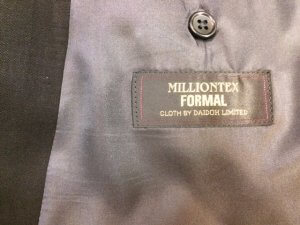 MILLIONTEX
FORMAL
CLOTH BY DAIDOH LIMITED